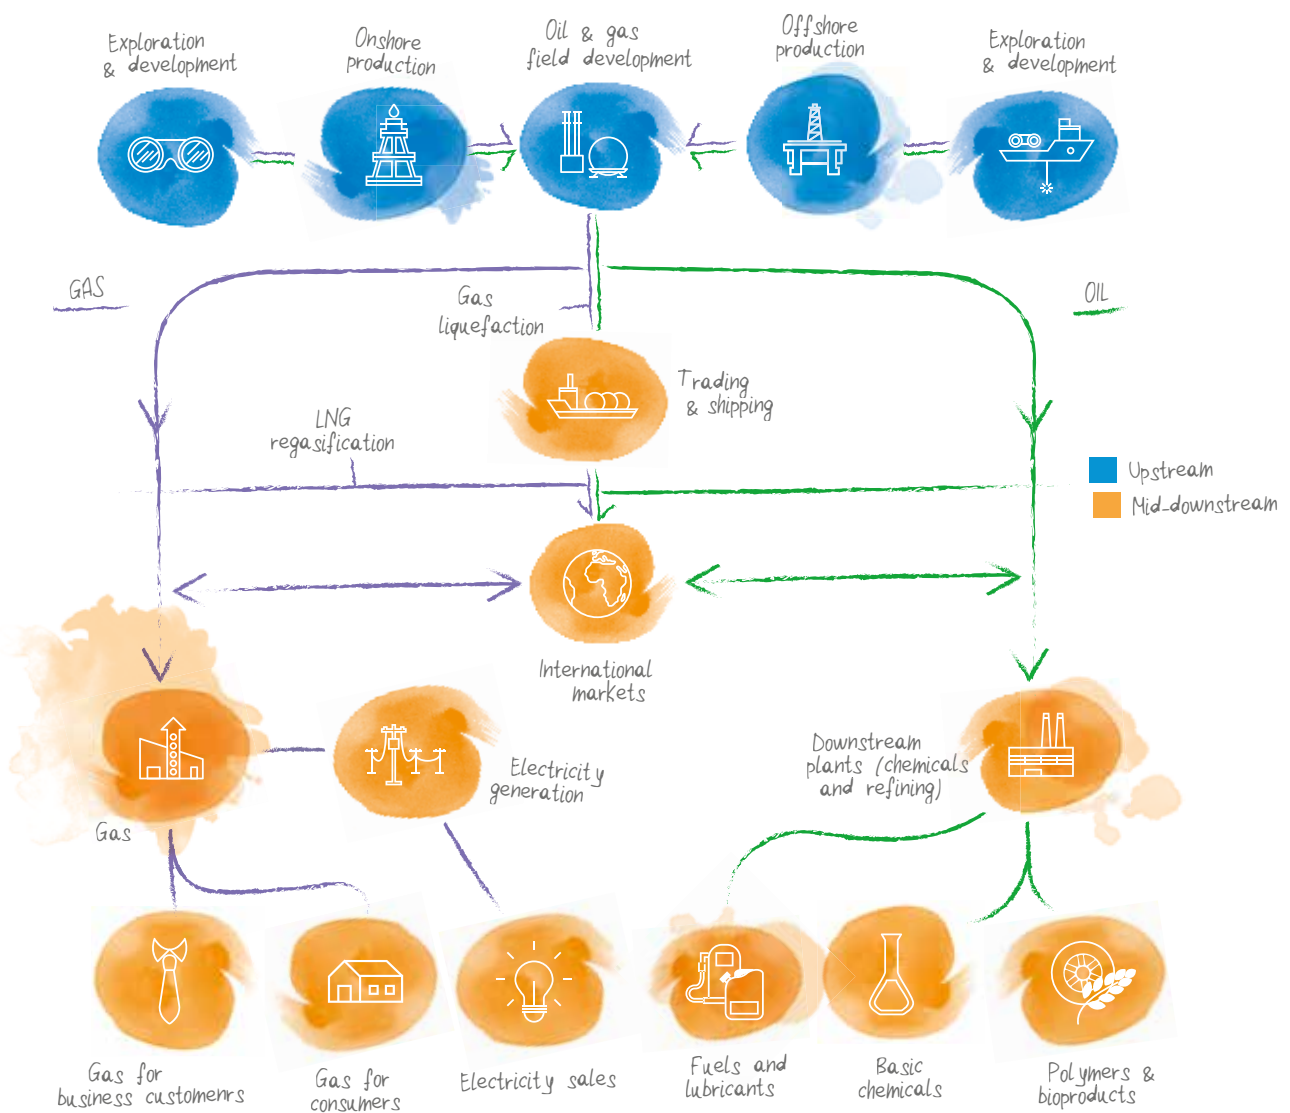 Exploration
& development
Onshore
production
Oil & gas
field development
Offshore
production
Exploration
& development
GAS
Gas
liquefaction
OIL
Trading
& shipping
LNG
regasification
Upstream
Mid-downstream
International
markets
Gas
Electricity
generation
Downstream
plants (chemicals
and refining)
Gas for
business customenrs
Gas for
consumers
Electricity sales
Fuels and
lubricants
Basic
chemicals
Polymers &
bioproducts